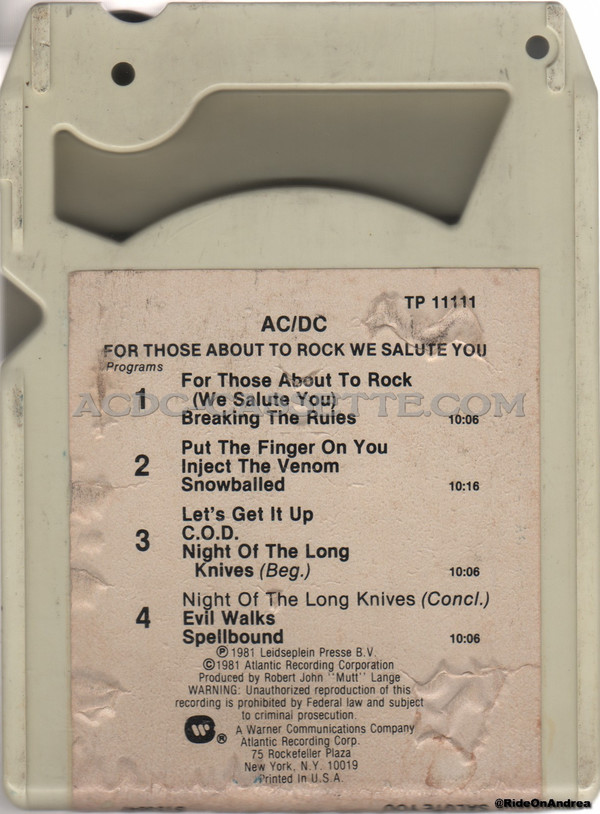 TP 11111
AC/DC
FOR THOSE ABOUT TO ROCK WE SALUTE YOU
Programs
1 For Those About To Rock
(We Salute You)
ACDCCASSETTE.COM
Breaking The Rules 10:06
2 Put The Finger On You
Inject The Venom
Snowballed 10:16
3 Let's Get It Up
C.O.D.
Night Of The Long
Knives (Beg.) 10:06
4 Night Of The Long Knives (Concl.)
Evil Walks
Spellbound 10:06
Ⓟ1981 Leidseplein Presse B.V.
©1981 Atlantic Recording Corporation
Produced by Robert John "Mutt" Lange
WARNING: Unauthorized reproduction of this
recording is prohibited by Federal law and subject
to criminal prosecution.
W ® A Warner Communications Company
Atlantic Recording Corp.
75 Rockefeller Plaza
New York, N.Y. 10019
Printed in U.S.A.
SALUTE YOU
@RideOnAndrea